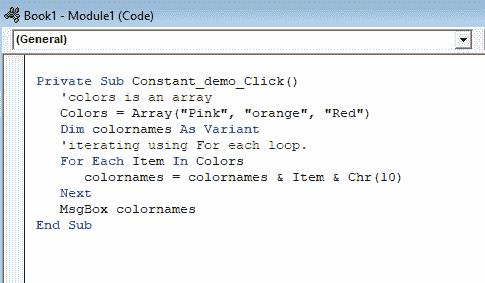 Book1 - Module1 (Code)
(General)
Private Sub Constant_demo_Click()
'colors is an array
Colors = Array("Pink", "orange", "Red")
Dim colornames As Variant
'iterating using For each loop.
For Each Item In Colors
colornames = colornames & Item & Chr(10)
Next
MsgBox colornames
End Sub